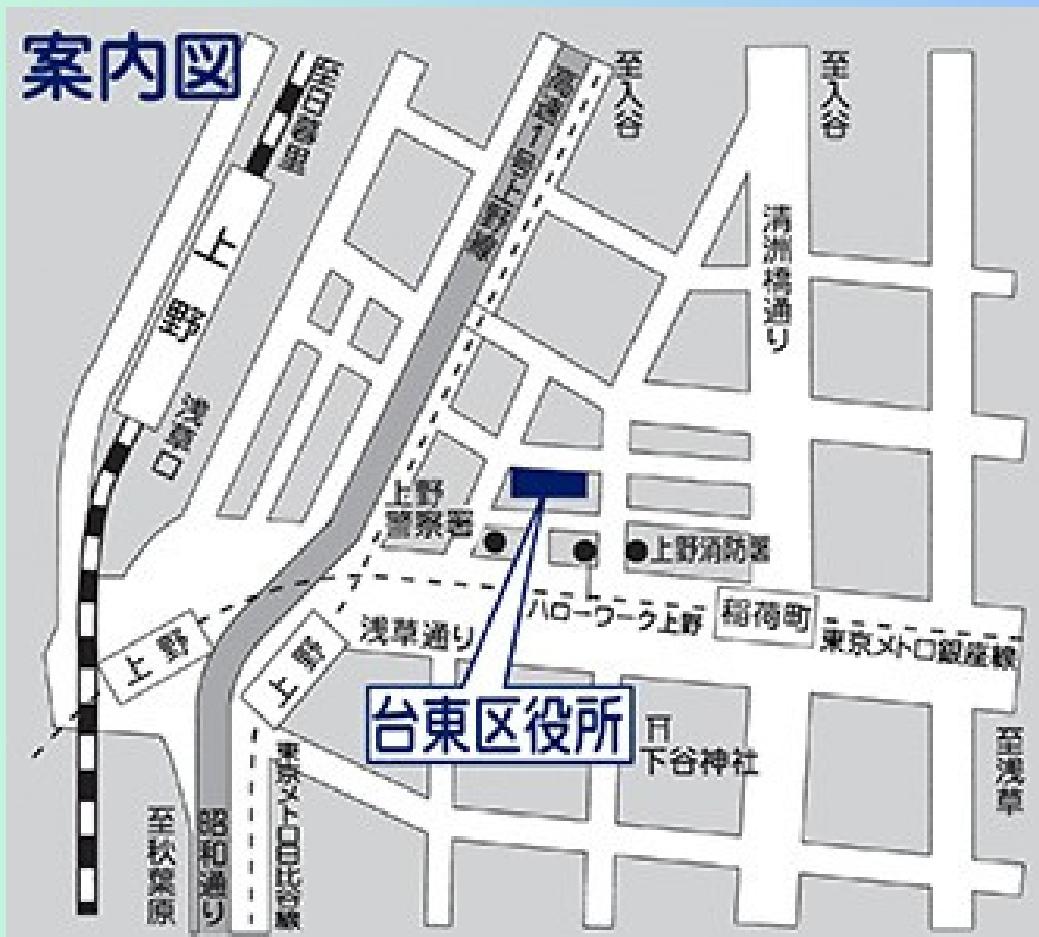 案内図
至日暮里
高速1号上野線
至入谷
至入谷
上野
清洲橋通り
浅草口
上野
警察署
上野消防署
ハローワーク上野
稲荷町
浅草通り
東京メトロ銀座線
上野
上野
台東区役所
下谷神社
至浅草
至秋葉原
昭和通り
東京メトロ日比谷線